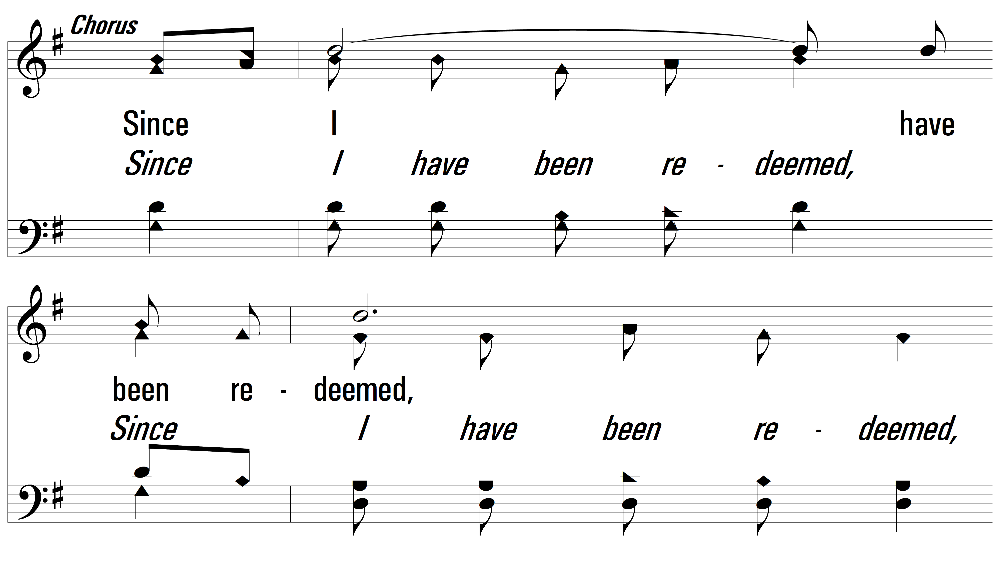 Chorus
Since I have
Since I have been re - deemed,
been re - deemed,
Since I have been re - deemed,